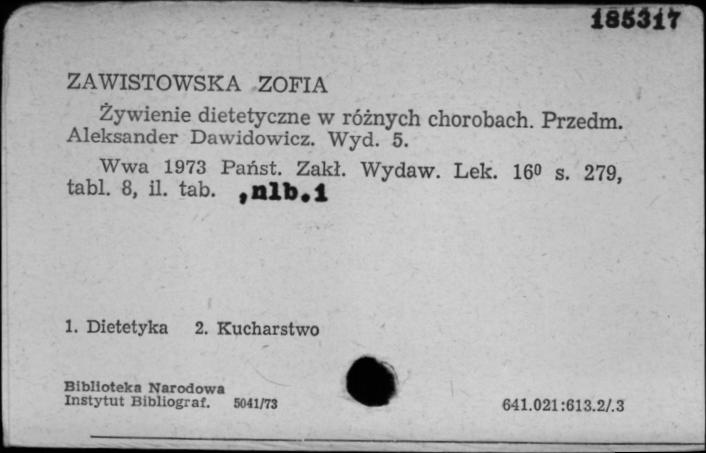 185317
ZAWISTOWSKA ZOFIA
Żywienie dietetyczne w różnych chorobach. Przedm.
Aleksander Dawidowicz. Wyd. 5.
Wwa 1973 Państ. Zakł. Wydaw. Lek. 16⁰ s. 279,
tabl. 8, il. tab. ,nlb.1
1. Dietetyka 2. Kucharstwo
Biblioteka Narodowa
Instytut Bibliograf. 5041/73
641.021:613.2/.3